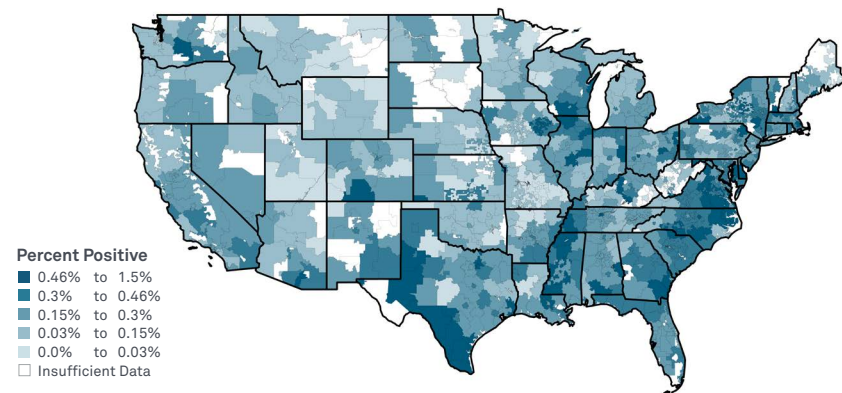 Percent Positive
0.46% to 1.5%
0.3% to 0.46%
0.15% to 0.3%
0.03% to 0.15%
0.0% to 0.03%
Insufficient Data